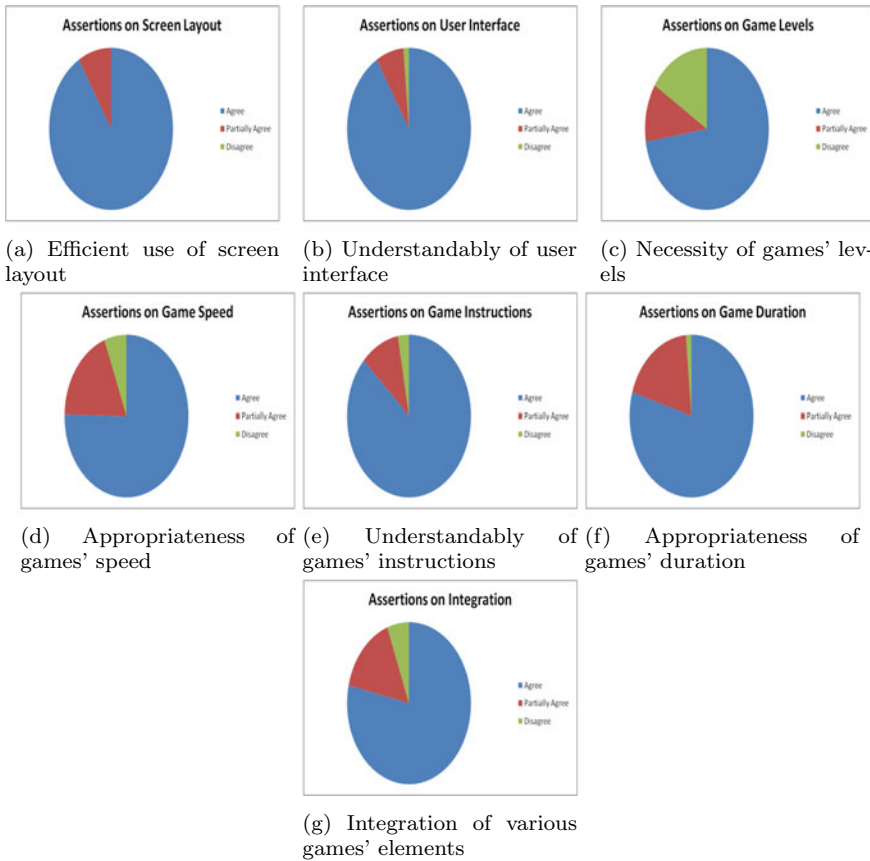 Assertions on Screen Layout
Agree
Partially Agree
Disagree
(a) Efficient use of screen
layout
Assertions on User Interface
Agree
Partially Agree
Disagree
(b) Understandably of user
interface
Assertions on Game Levels
Agree
Partially Agree
Disagree
(c) Necessity of games' lev-
els
Assertions on Game Speed
Agree
Partially Agree
Disagree
(d) Appropriateness of
games' speed
Assertions on Game Instructions
Agree
Partially Agree
Disagree
(e) Understandably of
games' instructions
Assertions on Game Duration
Agree
Partially Agree
Disagree
(f) Appropriateness of
games' duration
Assertions on Integration
Agree
Partially Agree
Disagree
(g) Integration of various
games' elements